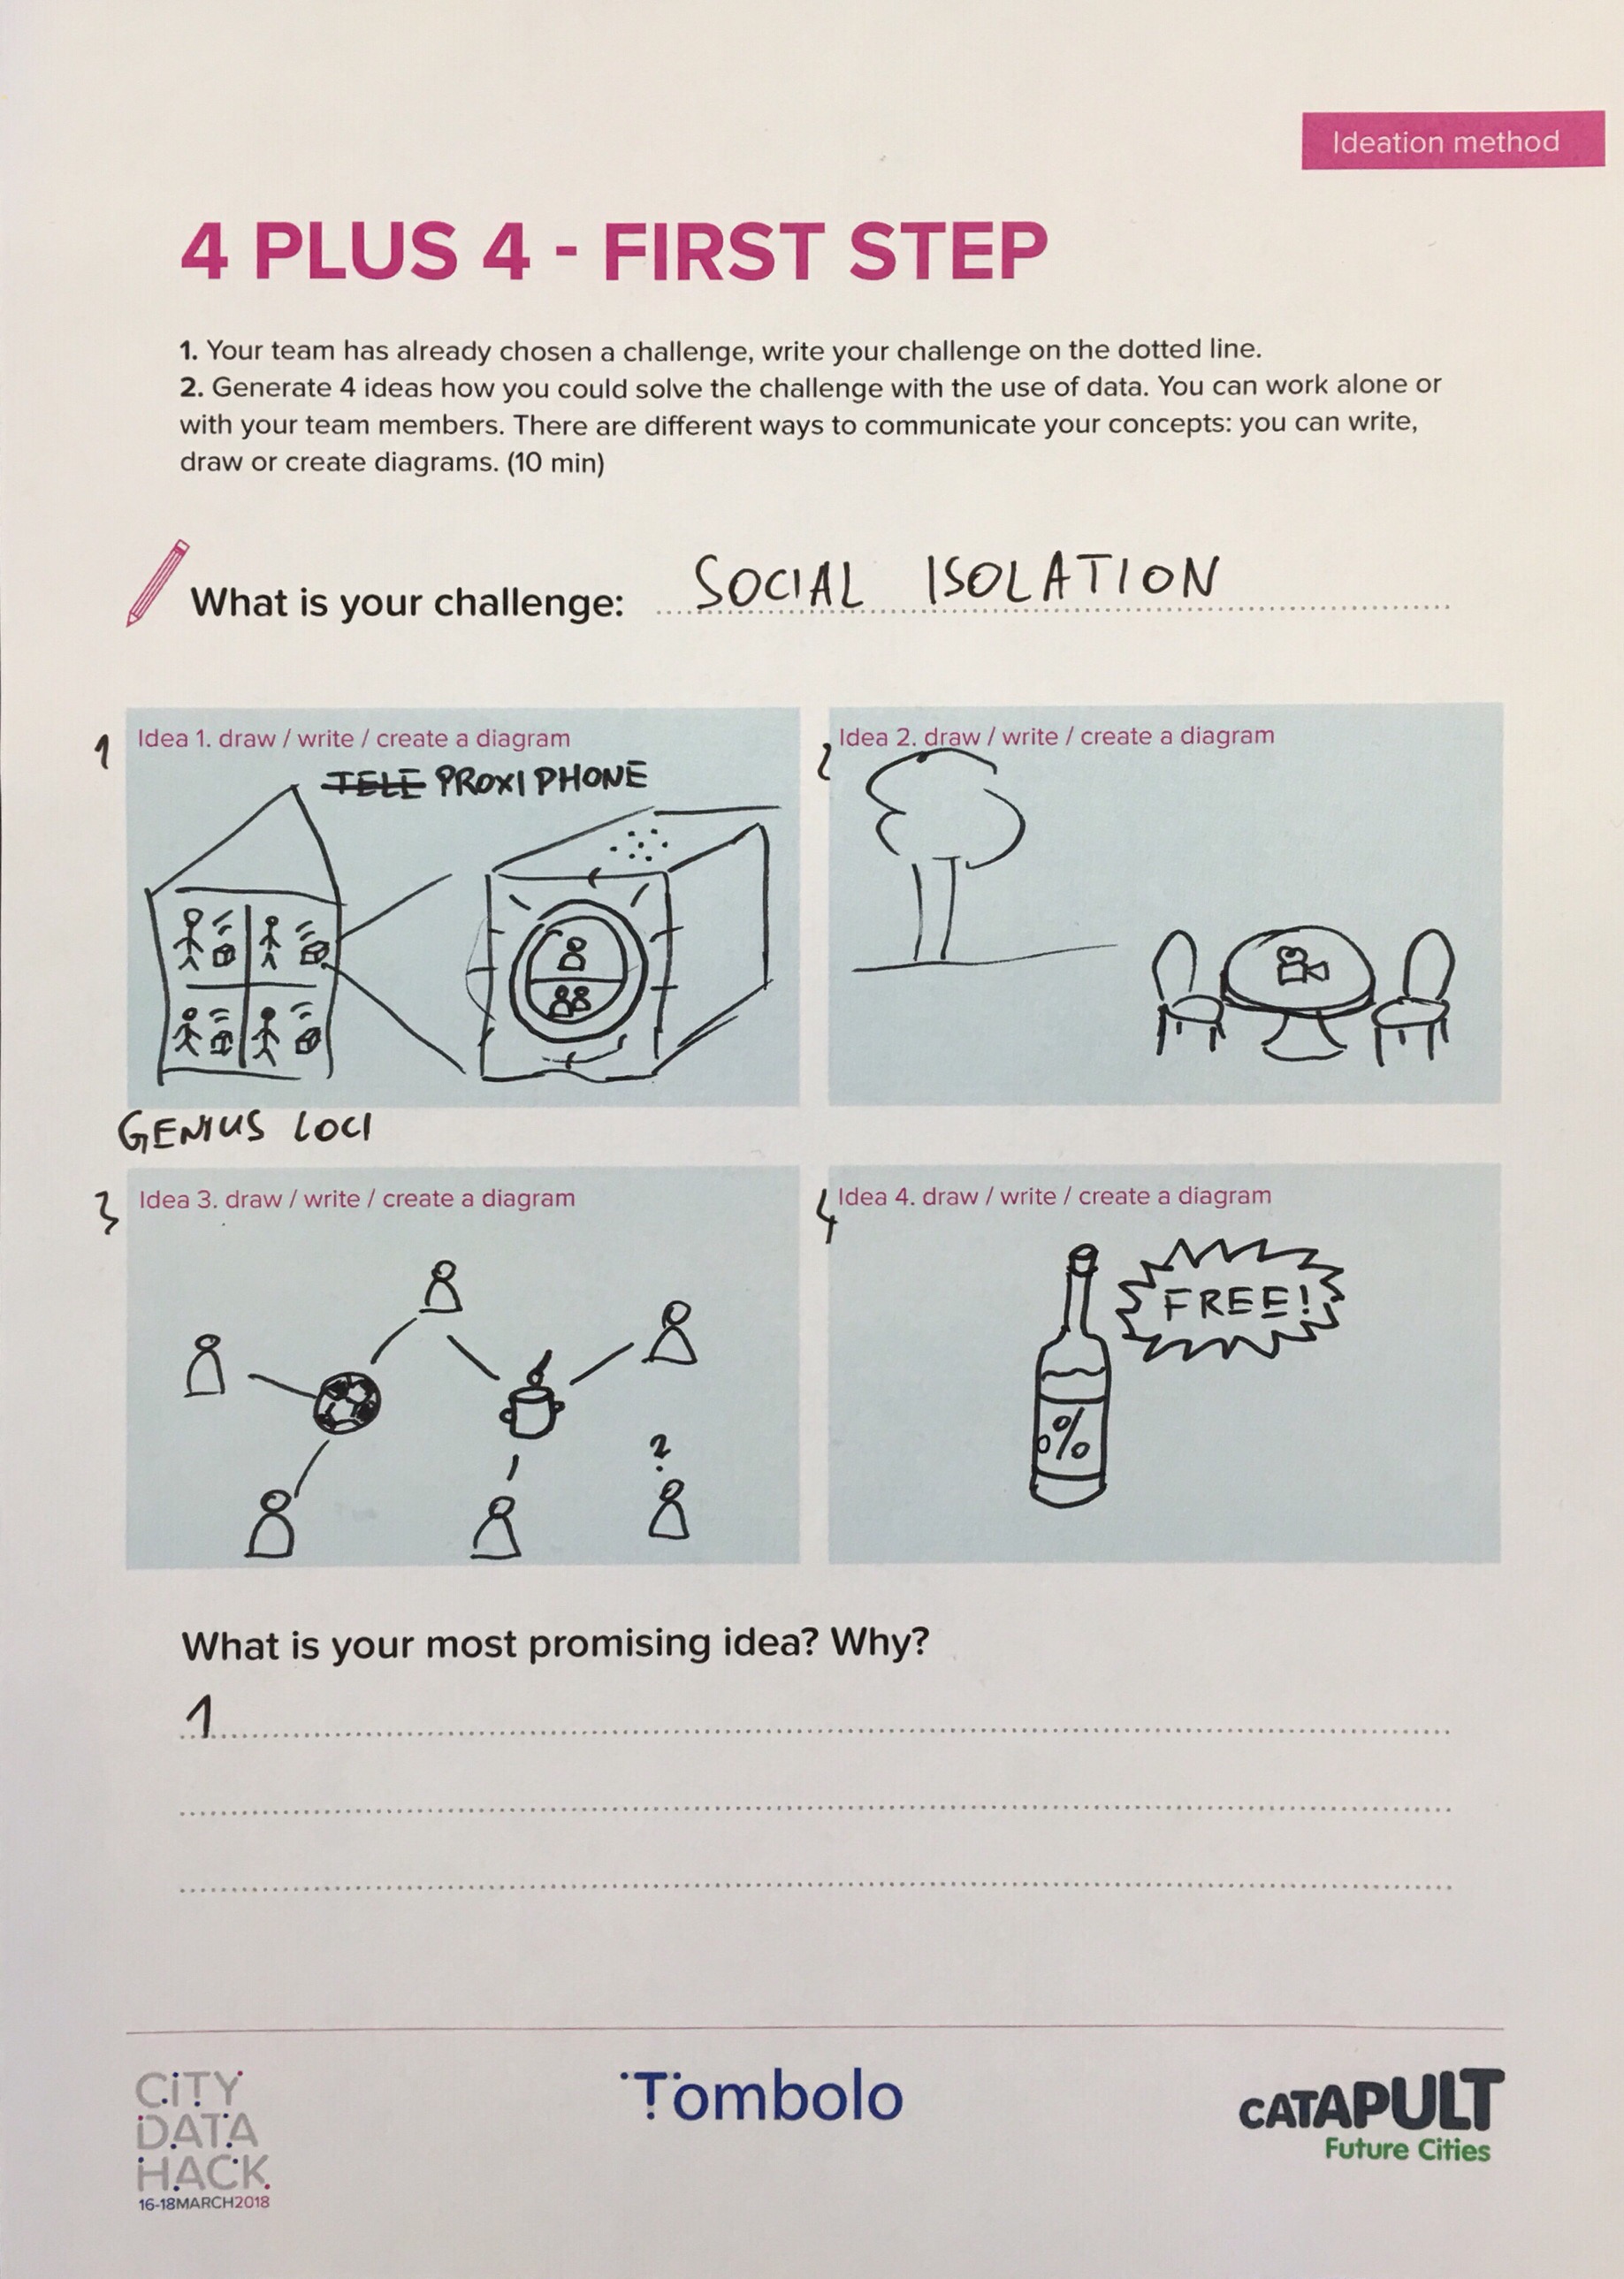 Ideation method
4 PLUS 4 - FIRST STEP
1. Your team has already chosen a challenge, write your challenge on the dotted line.
2. Generate 4 ideas how you could solve the challenge with the use of data. You can work alone or
with your team members. There are different ways to communicate your concepts: you can write,
draw or create diagrams. (10 min)
What is your challenge: SOCIAL ISOLATION
1 Idea 1. draw / write / create a diagram
TELE PROXIPHONE
2 Idea 2. draw / write / create a diagram
GENIUS LOCI
3 Idea 3. draw / write / create a diagram
?
4 Idea 4. draw / write / create a diagram
FREE!
%
What is your most promising idea? Why?
1
CiTY
DATA
HACK
16-18MARCH2018
Tombolo
CATAPULT
Future Cities